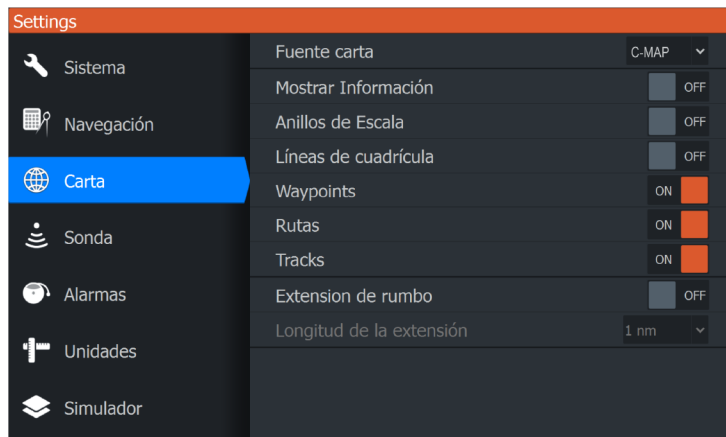 Settings
Sistema
Navegación
Carta
Sonda
Alarmas
Unidades
Simulador
Fuente carta C-MAP
Mostrar Información OFF
Anillos de Escala OFF
Líneas de cuadrícula OFF
Waypoints ON
Rutas ON
Tracks ON
Extension de rumbo OFF
Longitud de la extensión 1 nm